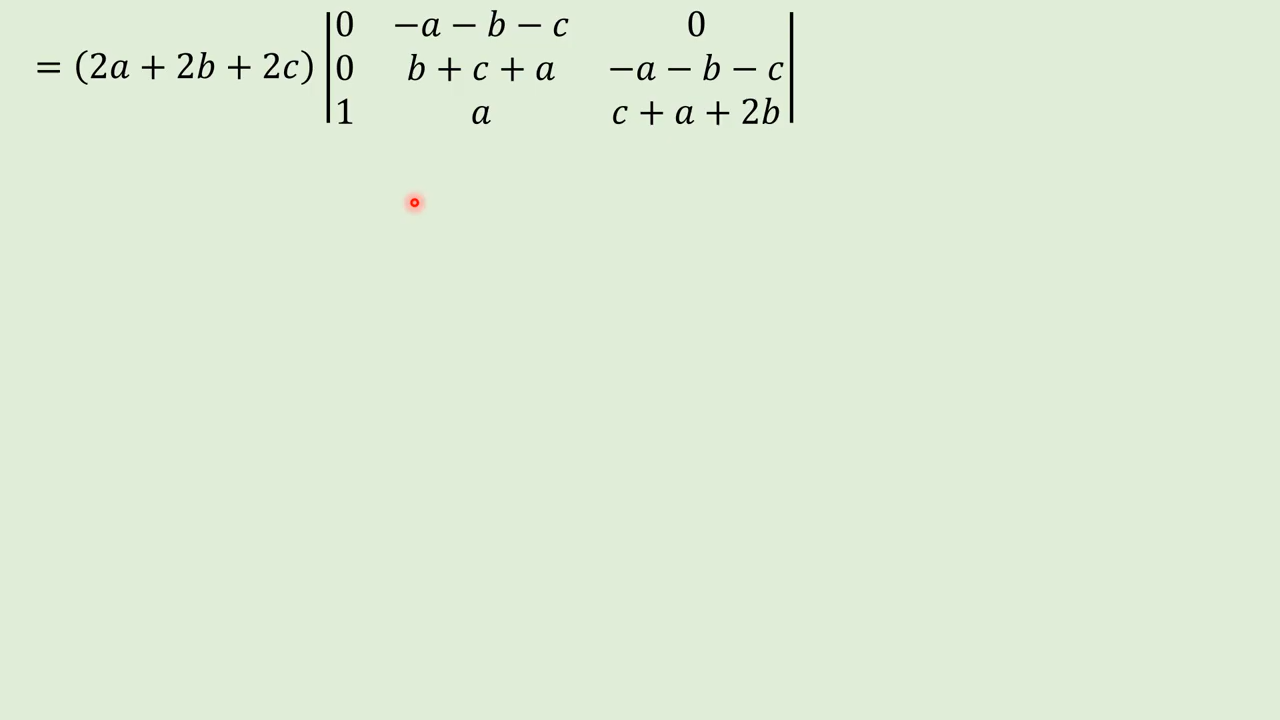 = (2a + 2b + 2c) |0 −a − b − c 0|
|0 b + c + a −a − b − c|
|1 a c + a + 2b|